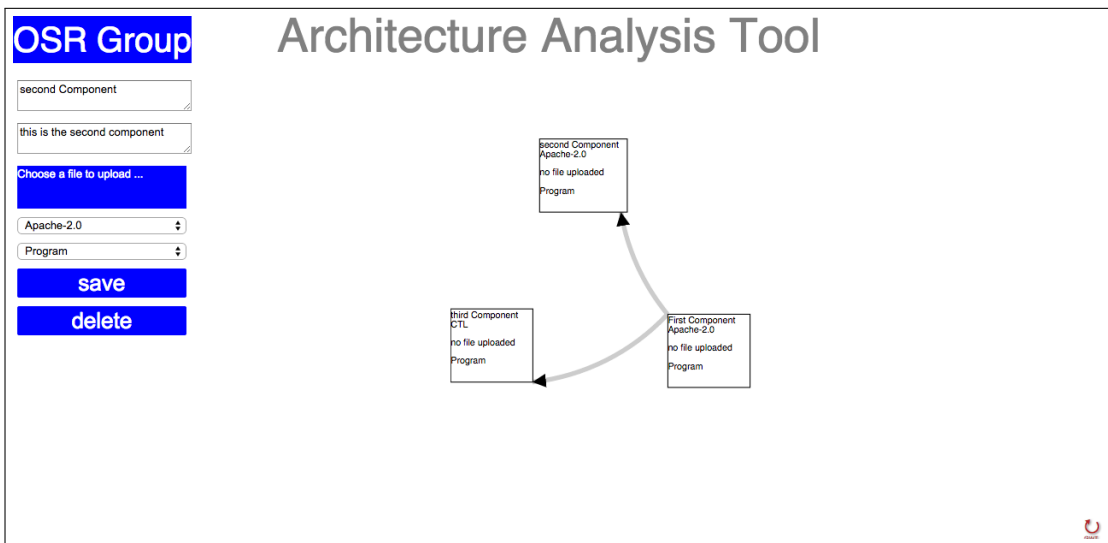 OSR Group
Architecture Analysis Tool
second Component
this is the second component
Choose a file to upload ...
Apache-2.0
Program
save
delete
second Component
Apache-2.0
no file uploaded
Program
third Component
CTL
no file uploaded
Program
First Component
Apache-2.0
no file uploaded
Program